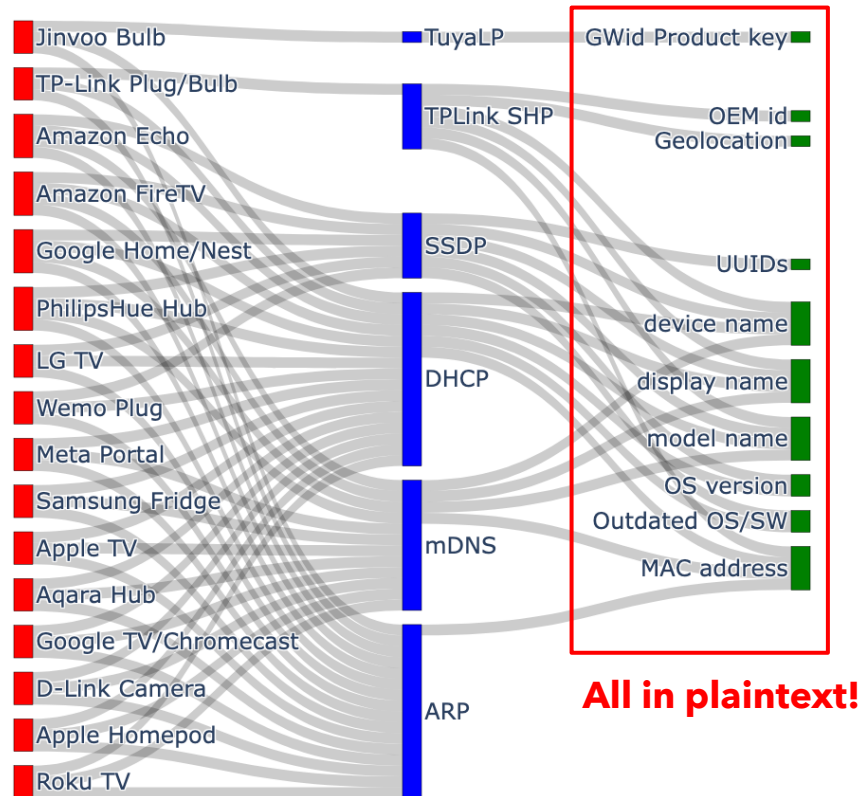 Jinvoo Bulb
TP-Link Plug/Bulb
Amazon Echo
Amazon FireTV
Google Home/Nest
PhilipsHue Hub
LG TV
Wemo Plug
Meta Portal
Samsung Fridge
Apple TV
Aqara Hub
Google TV/Chromecast
D-Link Camera
Apple Homepod
Roku TV
TuyaLP
TPLink SHP
SSDP
DHCP
mDNS
ARP
GWid Product key
OEM id
Geolocation
UUIDs
device name
display name
model name
OS version
Outdated OS/SW
MAC address
All in plaintext!